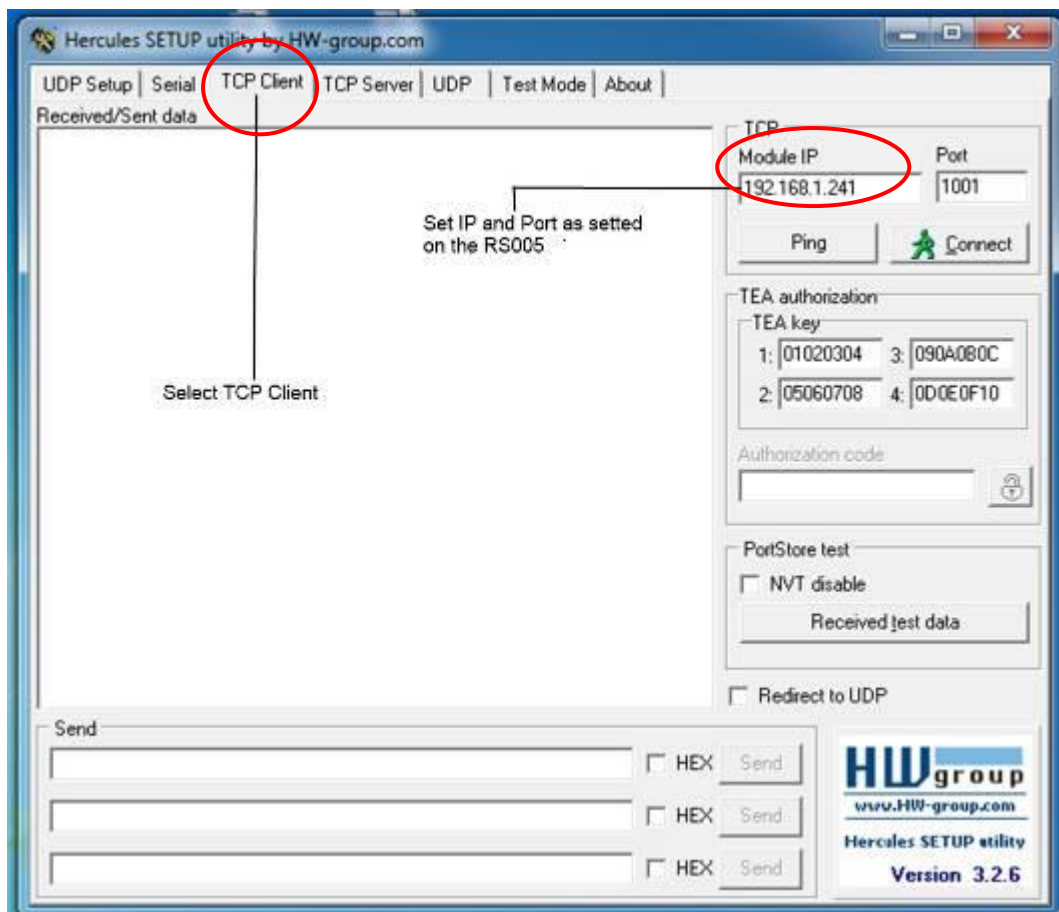 Hercules SETUP utility by HW-group.com
UDP Setup Serial TCP Client TCP Server UDP Test Mode About
Received/Sent data
TCP
Module IP Port
192.168.1.241 1001
Ping Connect
Set IP and Port as setted
on the RS005
TEA authorization
TEA key
1: 01020304 3: 090A0B0C
2: 05060708 4: 0D0E0F10
Select TCP Client
Authorization code
PortStore test
NVT disable
Received test data
Redirect to UDP
Send
HEX Send
HEX Send
HEX Send
HW group
www.HW-group.com
Hercules SETUP utility
Version 3.2.6